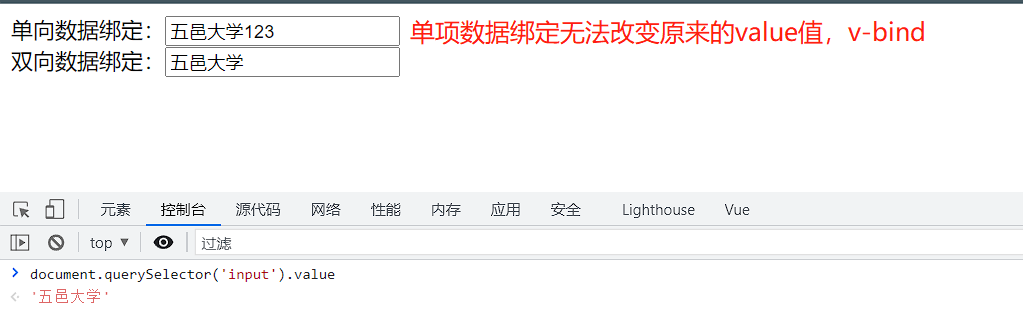 单向数据绑定：五邑大学123 单项数据绑定无法改变原来的value值，v-bind
双向数据绑定：五邑大学
元素 控制台 源代码 网络 性能 内存 应用 安全 Lighthouse Vue
top ▼ 过滤
> document.querySelector('input').value
<· '五邑大学'